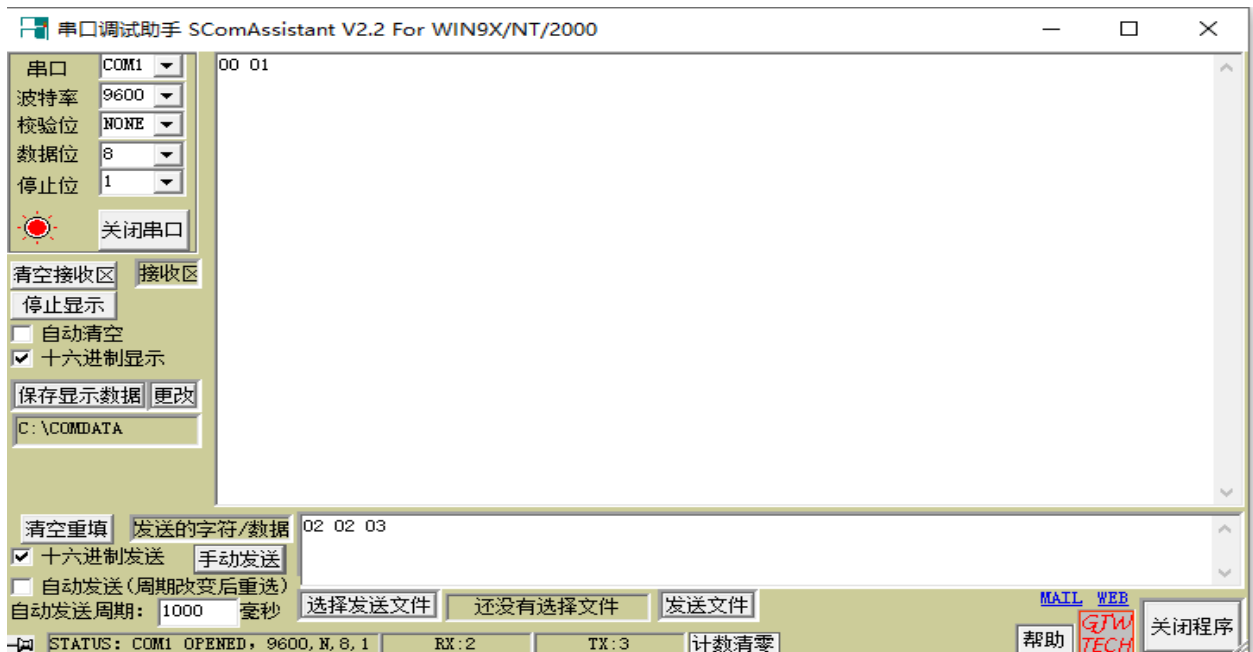 串口调试助手 SComAssistant V2.2 For WIN9X/NT/2000
串口 COM1
波特率 9600
校验位 NONE
数据位 8
停止位 1
关闭串口
00 01
清空接收区 接收区
停止显示
自动清空
十六进制显示
保存显示数据 更改
C:\COMDATA
清空重填 发送的字符/数据 02 02 03
十六进制发送 手动发送
自动发送(周期改变后重选)
自动发送周期: 1000 毫秒 选择发送文件 还没有选择文件 发送文件
MAIL WEB
GJW TECH
关闭程序
STATUS: COM1 OPENED, 9600,N,8,1 RX:2 TX:3 计数清零 帮助